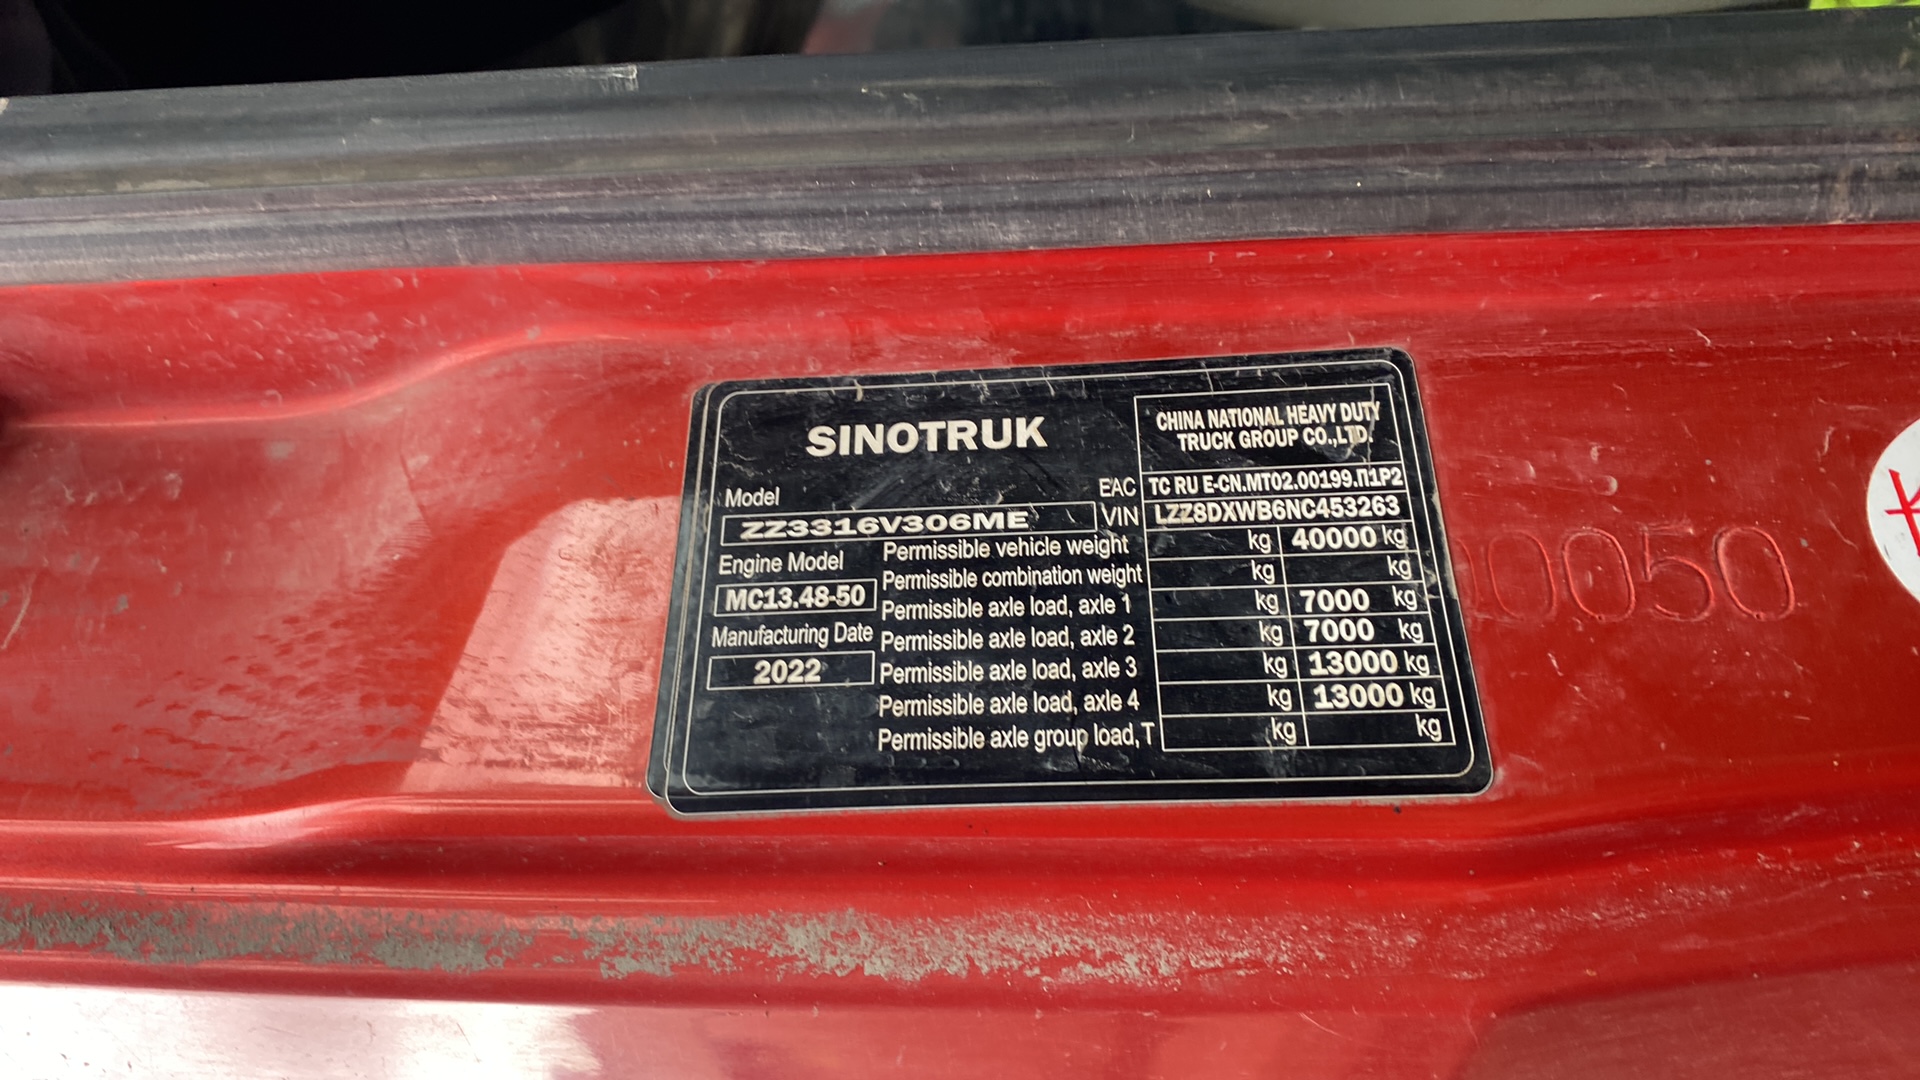 SINOTRUK
CHINA NATIONAL HEAVY DUTY
TRUCK GROUP CO.,LTD.
Model
EAC TC RU E-CN.MT02.00199.П1P2
ZZ3316V306ME
VIN LZZ8DXWB6NC453263
Engine Model
MC13.48-50
Manufacturing Date
2022
Permissible vehicle weight kg 40000 kg
Permissible combination weight kg kg
Permissible axle load, axle 1 kg 7000 kg
Permissible axle load, axle 2 kg 7000 kg
Permissible axle load, axle 3 kg 13000 kg
Permissible axle load, axle 4 kg 13000 kg
Permissible axle group load, T kg kg
0050